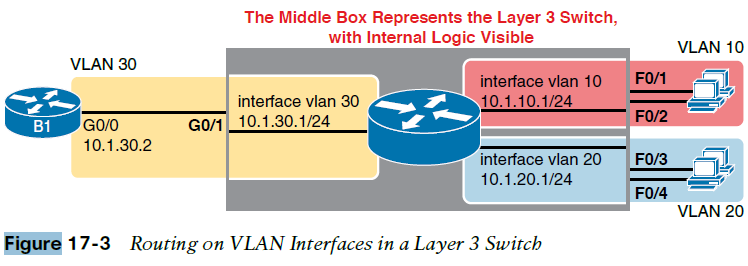 The Middle Box Represents the Layer 3 Switch,
with Internal Logic Visible
VLAN 10
VLAN 30
interface vlan 10
10.1.10.1/24
F0/1
F0/2
interface vlan 30
10.1.30.1/24
B1
G0/0
10.1.30.2
G0/1
interface vlan 20
10.1.20.1/24
F0/3
F0/4
VLAN 20
Figure 17-3 Routing on VLAN Interfaces in a Layer 3 Switch